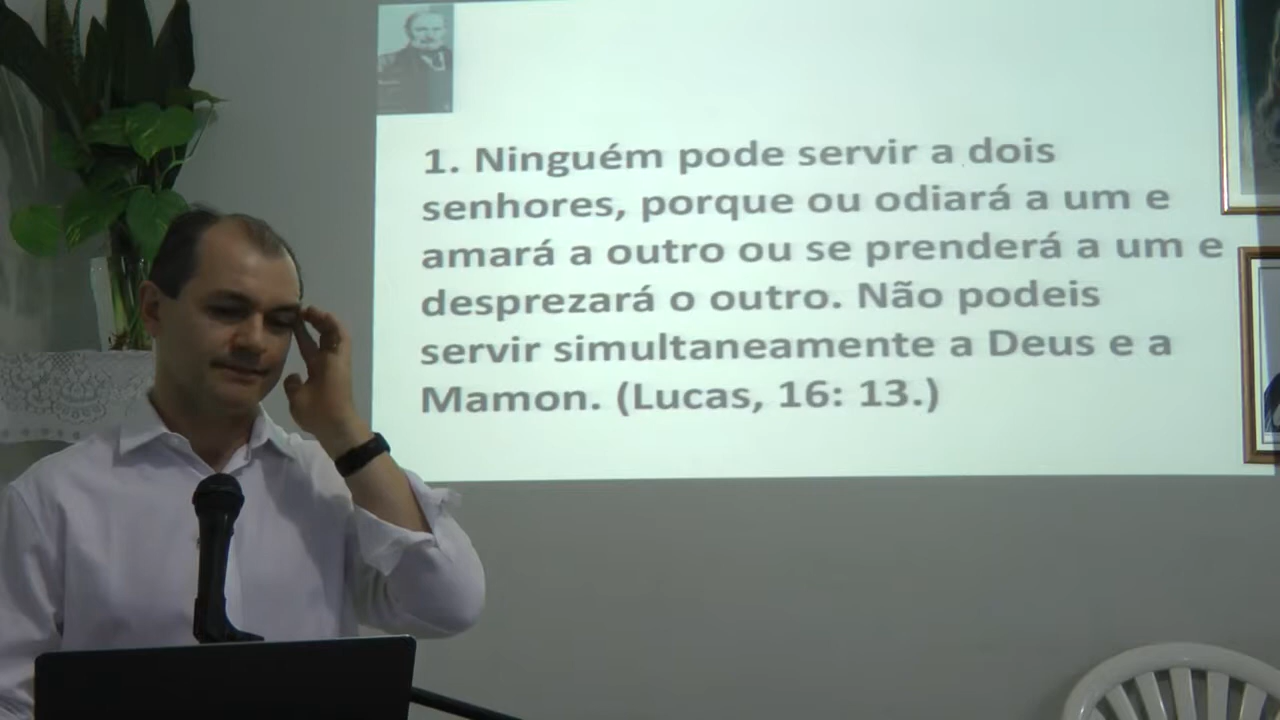 1. Ninguém pode servir a dois
senhores, porque ou odiará a um e
amará a outro ou se prenderá a um e
desprezará o outro. Não podeis
servir simultaneamente a Deus e a
Mamon. (Lucas, 16: 13.)